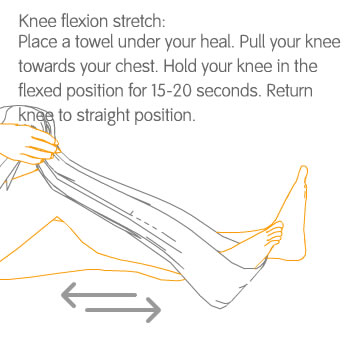 Knee flexion stretch:
Place a towel under your heal. Pull your knee
towards your chest. Hold your knee in the
flexed position for 15-20 seconds. Return
knee to straight position.